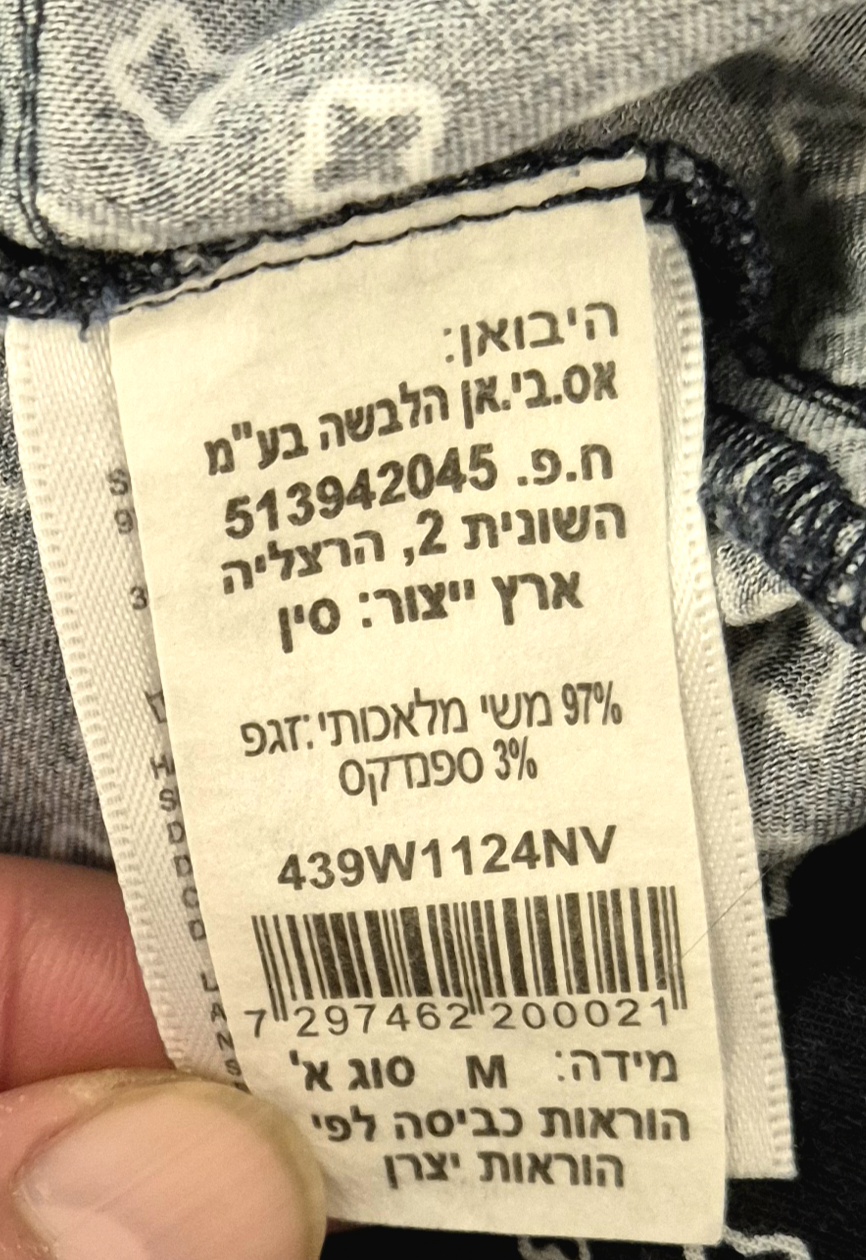 היבואן:
אס.בי.אן הלבשה בע"מ
ח.פ. 513942045
השונית 2, הרצליה
ארץ ייצור: סין
97% משי מלאכותי:זגפ
3% ספנדקס
439W1124NV
7 297462 200021
מידה: M סוג א'
הוראות כביסה לפי
הוראות יצרן